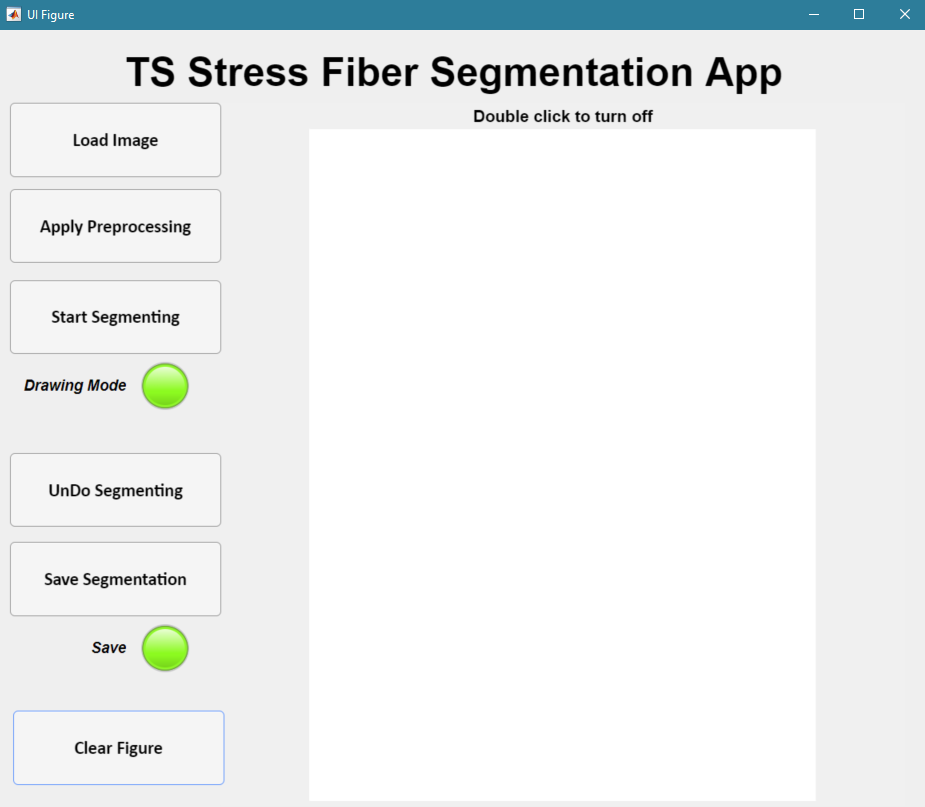 UI Figure
TS Stress Fiber Segmentation App
Double click to turn off
Load Image
Apply Preprocessing
Start Segmenting
Drawing Mode
UnDo Segmenting
Save Segmentation
Save
Clear Figure